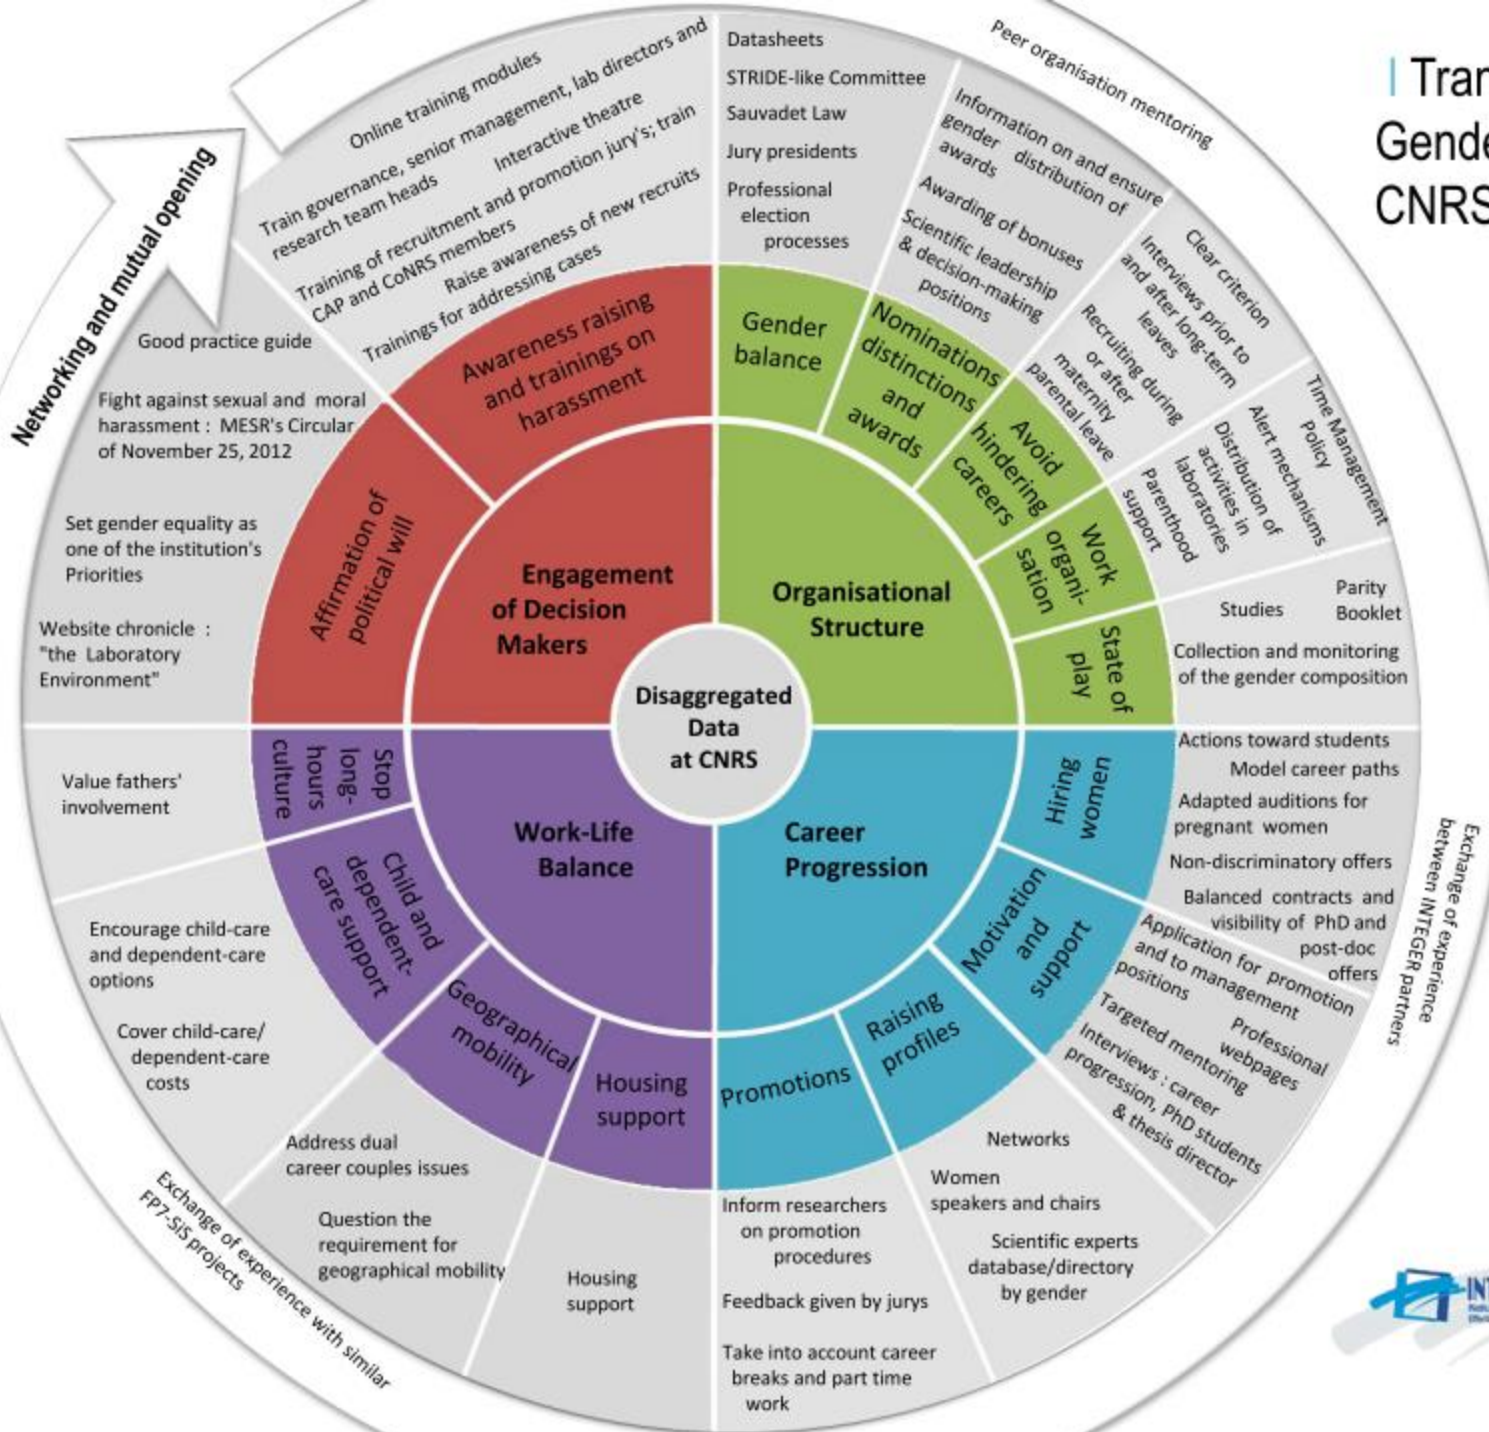 Tran
Gende
CNRS
Networking and mutual opening
Peer organisation mentoring
Exchange of experience
between INTEGER partners
Exchange of experience with similar
FP7-SiS projects
Disaggregated
Data
at CNRS
Engagement
of Decision
Makers
Affirmation of
political will
Good practice guide
Fight against sexual and moral
harassment : MESR's Circular
of November 25, 2012
Set gender equality as
one of the institution's
Priorities
Website chronicle :
"the Laboratory
Environment"
Awareness raising
and trainings on
harassment
Online training modules
Train governance, senior management, lab directors and
research team heads
Interactive theatre
Training of recruitment and promotion jury's; train
CAP and CoNRS members
Raise awareness of new recruits
Trainings for addressing cases
Organisational
Structure
Gender
balance
Datasheets
STRIDE-like Committee
Sauvadet Law
Jury presidents
Professional
election
processes
Nominations
distinctions
and
awards
Information on and ensure
gender distribution of
awards
Awarding of bonuses
Scientific leadership
& decision-making
positions
Avoid
hindering
careers
Clear criterion
Interviews prior to
and after long-term
leaves
Recruiting during
or after
maternity
parental leave
Work
organi-
sation
Time Management
Policy
Alert mechanisms
Distribution of
activities in
laboratories
Parenthood
support
State of
play
Parity
Booklet
Studies
Collection and monitoring
of the gender composition
Career
Progression
Hiring
women
Actions toward students
Model career paths
Adapted auditions for
pregnant women
Non-discriminatory offers
Balanced contracts and
visibility of PhD and
post-doc
offers
Motivation
and
support
Application for promotion
and to management
positions
Professional
webpages
Targeted mentoring
Interviews : career
progression, PhD students
& thesis director
Raising
profiles
Networks
Women
speakers and chairs
Scientific experts
database/directory
by gender
Promotions
Inform researchers
on promotion
procedures
Feedback given by jurys
Take into account career
breaks and part time
work
Work-Life
Balance
Housing
support
Housing
support
Geographical
mobility
Address dual
career couples issues
Question the
requirement for
geographical mobility
Child and
dependent-
care support
Encourage child-care
and dependent-care
options
Cover child-care/
dependent-care
costs
Stop
long-
hours
culture
Value fathers'
involvement
INT